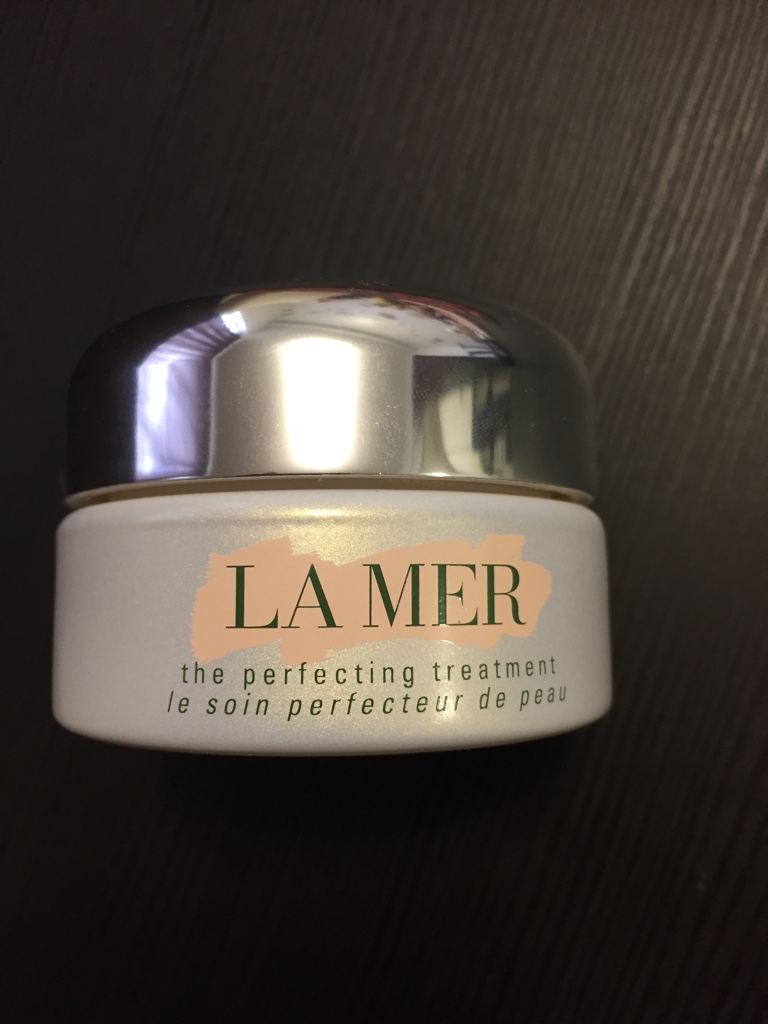 LA MER
the perfecting treatment
le soin perfecteur de peau